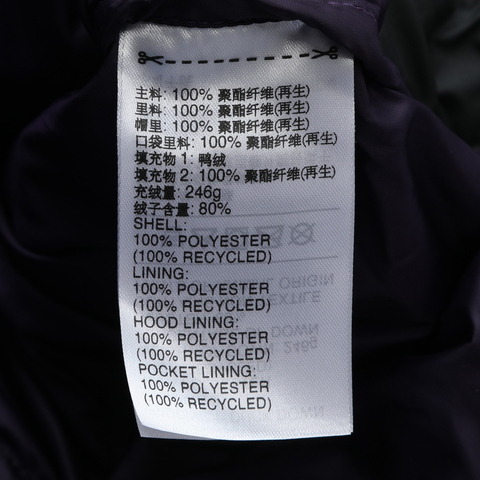 主料: 100% 聚酯纤维(再生)
里料: 100% 聚酯纤维(再生)
帽里: 100% 聚酯纤维(再生)
口袋里料: 100% 聚酯纤维(再生)
填充物 1: 鸭绒
填充物 2: 100% 聚酯纤维(再生)
充绒量: 246g
绒子含量: 80%
SHELL:
100% POLYESTER
(100% RECYCLED)
LINING:
100% POLYESTER
(100% RECYCLED)
HOOD LINING:
100% POLYESTER
(100% RECYCLED)
POCKET LINING:
100% POLYESTER
(100% RECYCLED)